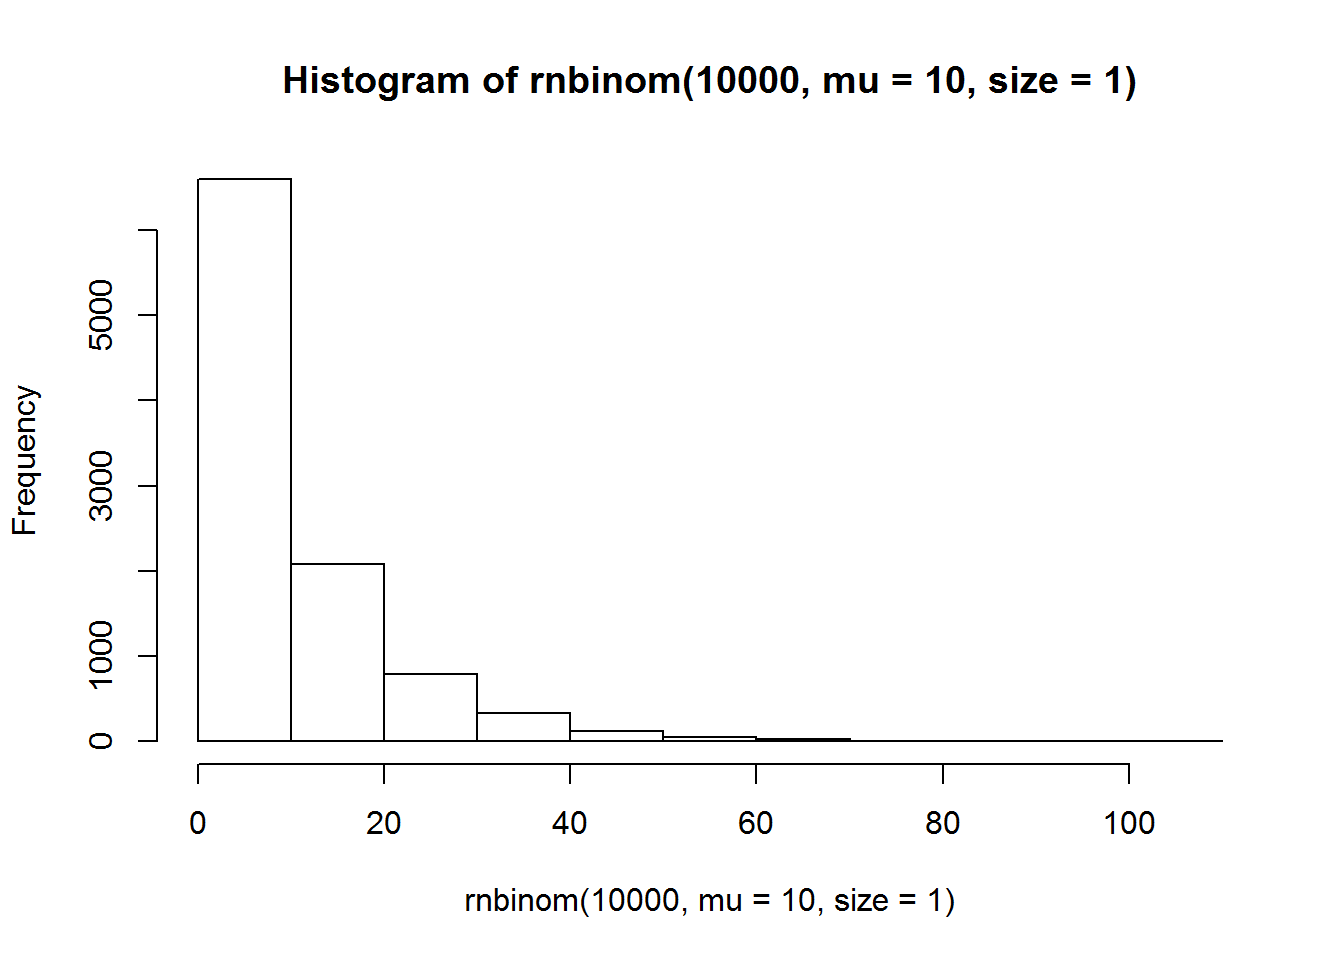 Histogram of rnbinom(10000, mu = 10, size = 1)
Frequency
5000
3000
1000
0
0 20 40 60 80 100
rnbinom(10000, mu = 10, size = 1)